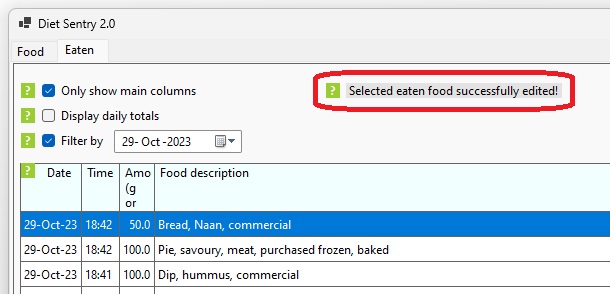 Diet Sentry 2.0
Food Eaten
? Only show main columns ? Selected eaten food successfully edited!
? Display daily totals
? Filter by 29- Oct -2023
? Date Time Amo Food description
(g
or
29-Oct-23 18:42 50.0 Bread, Naan, commercial
29-Oct-23 18:42 100.0 Pie, savoury, meat, purchased frozen, baked
29-Oct-23 18:41 100.0 Dip, hummus, commercial